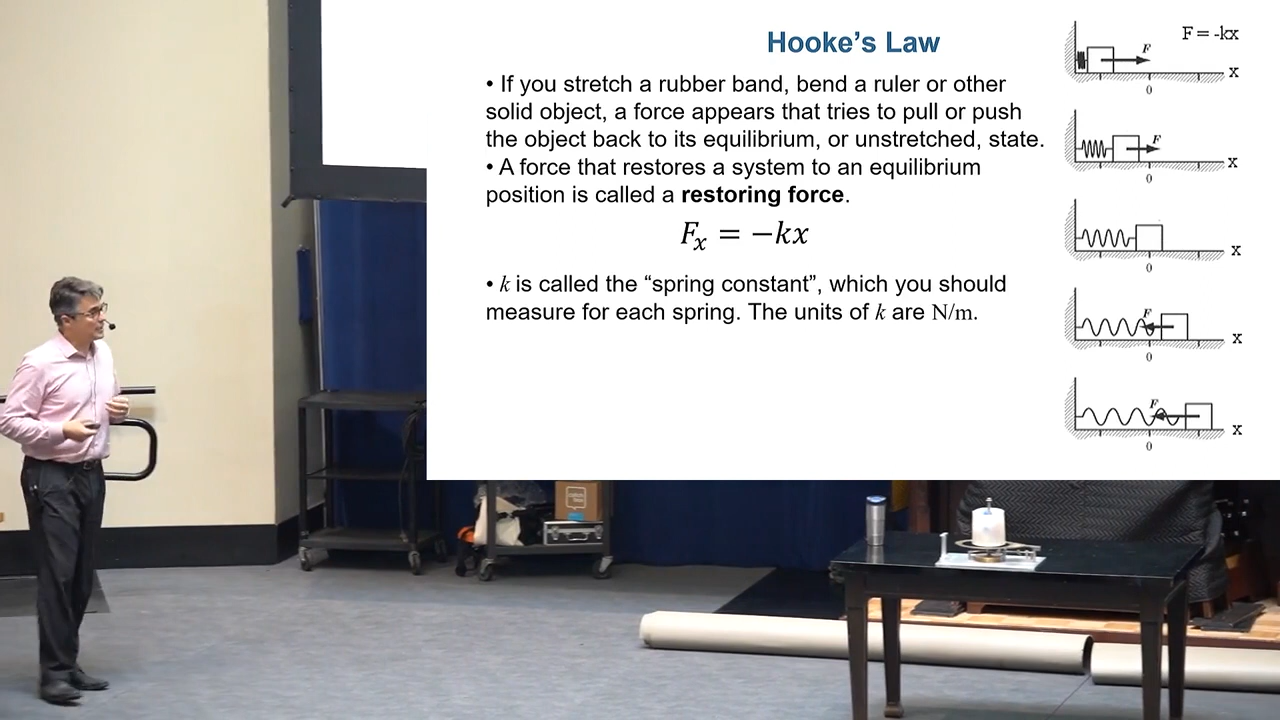 Hooke's Law
• If you stretch a rubber band, bend a ruler or other
solid object, a force appears that tries to pull or push
the object back to its equilibrium, or unstretched, state.
• A force that restores a system to an equilibrium
position is called a restoring force.
Fₓ = −kx
• k is called the “spring constant”, which you should
measure for each spring. The units of k are N/m.
F = -kx
F
x
0
F
x
0
x
0
F
x
0
F
x
0